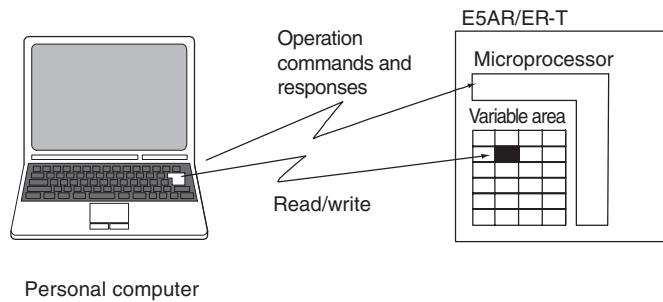 E5AR/ER-T
Operation
commands and
responses
Microprocessor
Variable area
Read/write
Personal computer